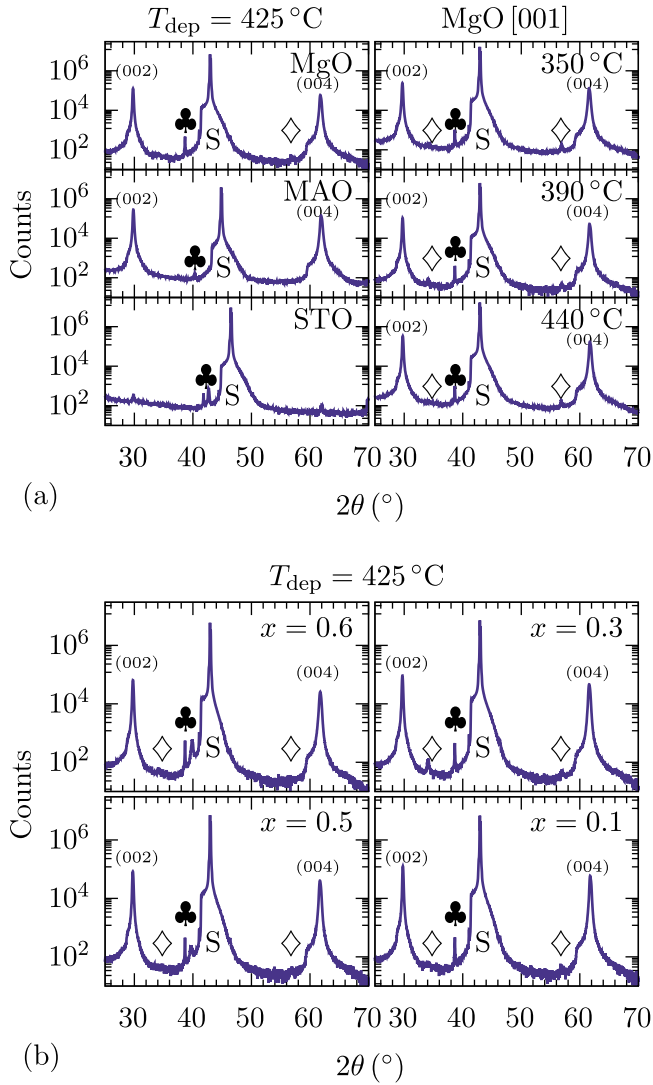 T_dep = 425 °C MgO [001]
10^6 (002) MgO (004) 350 °C
10^4 ♣ ♣
10^2 S ◇ ◇ S ◇
10^6 (002) MAO (004) (002) 390 °C (004)
10^4 ♣ ♣
10^2 S ◇ S ◇
10^6 STO (002) 440 °C (004)
10^4 ♣ ♣
10^2 S ◇ S ◇
Counts
30 40 50 60 70 30 40 50 60 70
(a) 2θ (°)
T_dep = 425 °C
10^6 x = 0.6 x = 0.3
(002) (004) (002) (004)
10^4 ♣ ♣
10^2 ◇ S ◇ ◇ S ◇
Counts
10^6 x = 0.5 x = 0.1
(002) (004) (002) (004)
10^4 ♣ ♣
10^2 ◇ S ◇ ◇ S ◇
30 40 50 60 70 30 40 50 60 70
(b) 2θ (°)